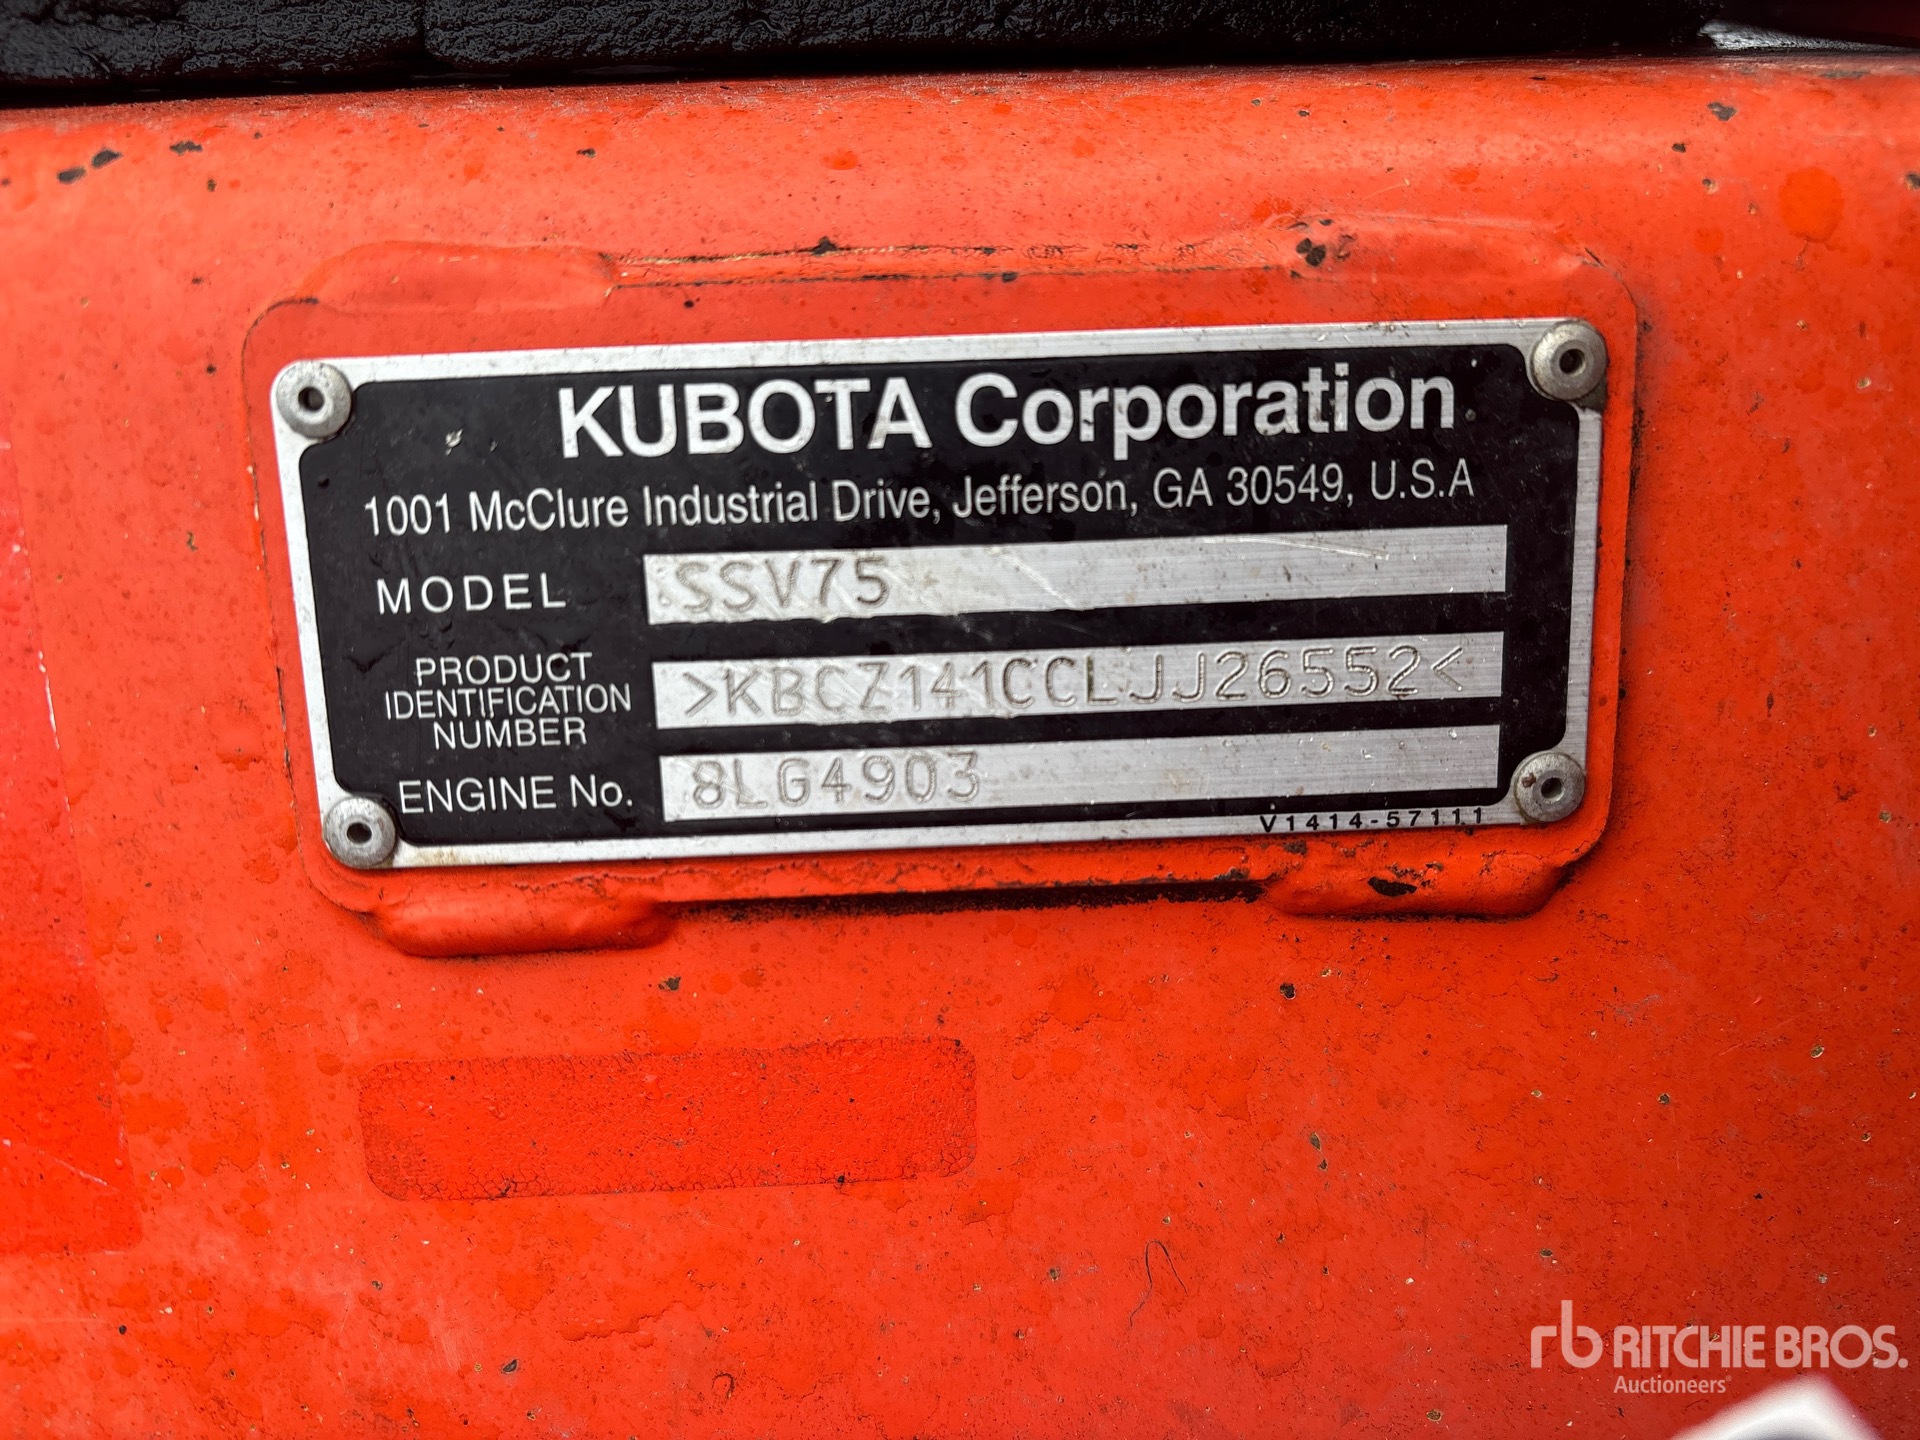 KUBOTA Corporation
1001 McClure Industrial Drive, Jefferson, GA 30549, U.S.A
MODEL SSV75
PRODUCT
IDENTIFICATION
NUMBER
>KBCZ141CCLJJ26552<
ENGINE No. 8LG4903
V1414-57111
rb RITCHIE BROS.
Auctioneers